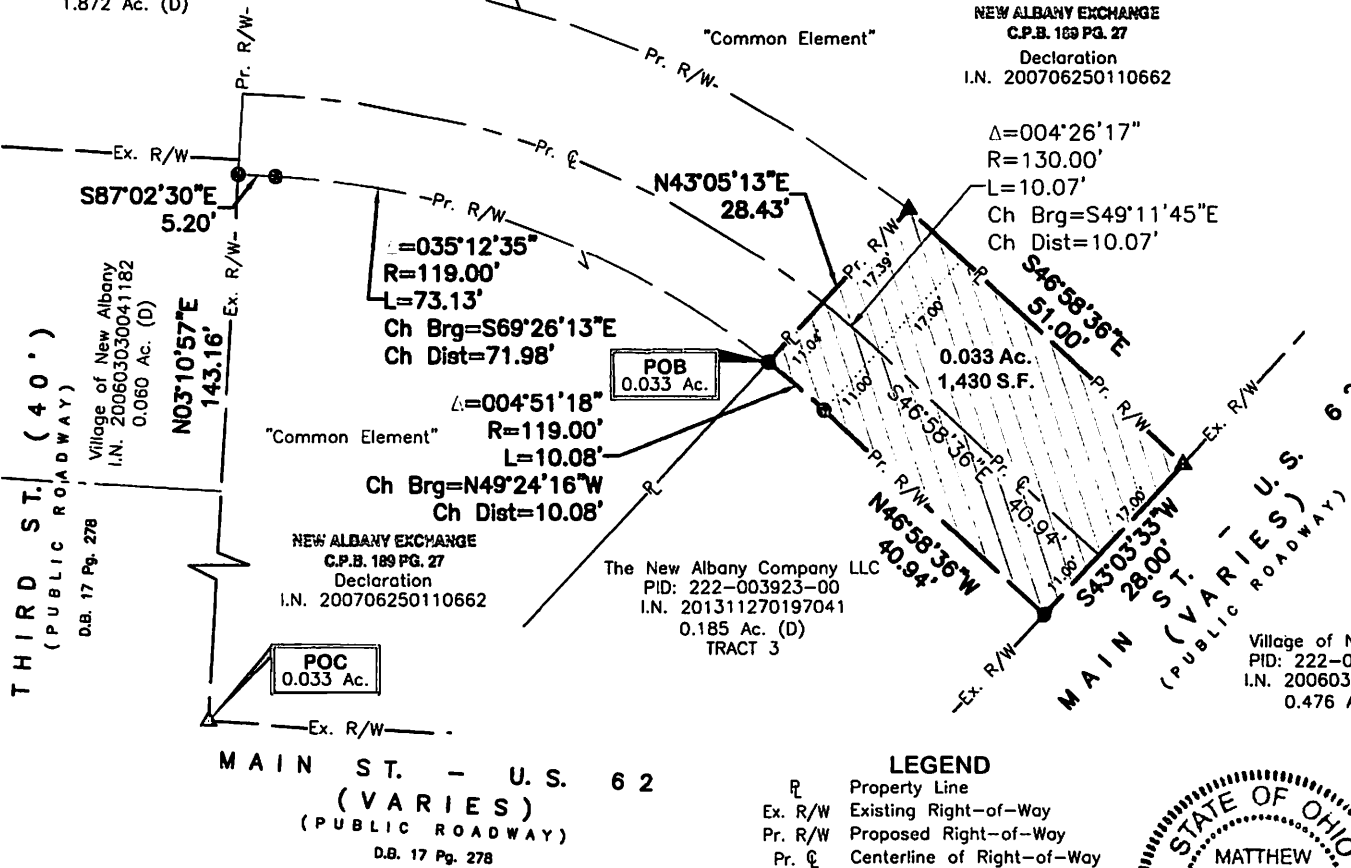 1.872 Ac. (D)
Pr. R/W
"Common Element"
Pr. R/W
NEW ALBANY EXCHANGE
C.P.B. 189 PG. 27
Declaration
I.N. 200706250110662
Δ=004°26'17"
R=130.00'
L=10.07'
Ch Brg=S49°11'45"E
Ch Dist=10.07'
Ex. R/W
Pr. ℄
S87°02'30"E
5.20'
Pr. R/W
N43°05'13"E
28.43'
Pr. R/W
17.39'
℄
S46°58'36"E
51.00'
Δ=035°12'35"
R=119.00'
L=73.13'
Ch Brg=S69°26'13"E
Ch Dist=71.98'
Ex. R/W
Village of New Albany
I.N. 200603030041182
0.060 Ac. (D)
N03°10'57"E
143.16'
THIRD ST. (40')
(PUBLIC ROADWAY)
D.B. 17 Pg. 278
POB
0.033 Ac.
11.04'
17.00'
11.00'
0.033 Ac.
1,430 S.F.
Pr. R/W
Ex. R/W
Δ=004°51'18"
R=119.00'
L=10.08'
Ch Brg=N49°24'16"W
Ch Dist=10.08'
"Common Element"
S46°58'36"E
40.94'
Pr. ℄
Pr. R/W
N46°58'36"W
40.94'
17.00'
11.00'
S43°03'33"W
28.00'
NEW ALBANY EXCHANGE
C.P.B. 189 PG. 27
Declaration
I.N. 200706250110662
The New Albany Company LLC
PID: 222-003923-00
I.N. 201311270197041
0.185 Ac. (D)
TRACT 3
Ex. R/W
MAIN ST. - U.S. 62
(VARIES)
(PUBLIC ROADWAY)
Village of N
PID: 222-0
I.N. 200603
0.476 A
POC
0.033 Ac.
Ex. R/W
MAIN ST. - U.S. 62
(VARIES)
(PUBLIC ROADWAY)
D.B. 17 Pg. 278
LEGEND
Property Line
Ex. R/W Existing Right-of-Way
Pr. R/W Proposed Right-of-Way
Pr. ℄ Centerline of Right-of-Way
STATE OF OHIO
MATTHEW